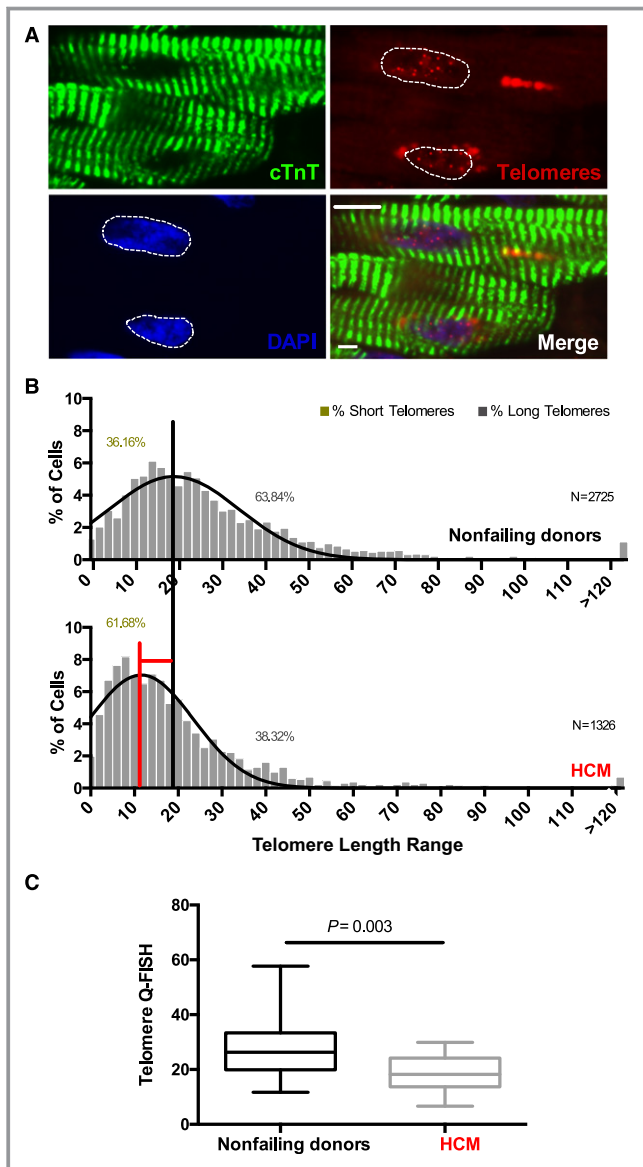 A
cTnT
Telomeres
DAPI
Merge
B
% of Cells
10
8
6
4
2
0
36.16%
63.84%
% Short Telomeres
% Long Telomeres
N=2725
Nonfailing donors
0 10 20 30 40 50 60 70 80 90 100 110 >120
% of Cells
10
8
6
4
2
0
61.68%
38.32%
N=1326
HCM
0 10 20 30 40 50 60 70 80 90 100 110 >120
Telomere Length Range
C
Telomere Q-FISH
80
60
40
20
0
P= 0.003
Nonfailing donors HCM